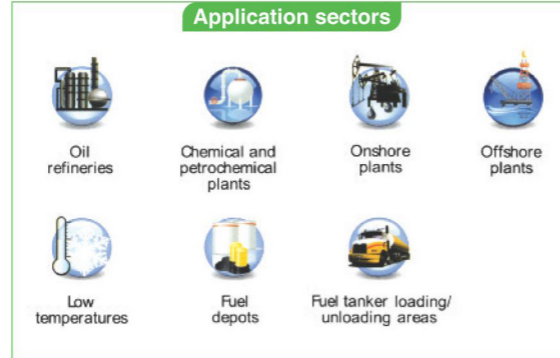 Application sectors
Oil
refineries
Chemical and
petrochemical
plants
Onshore
plants
Offshore
plants
Low
temperatures
Fuel
depots
Fuel tanker loading/
unloading areas